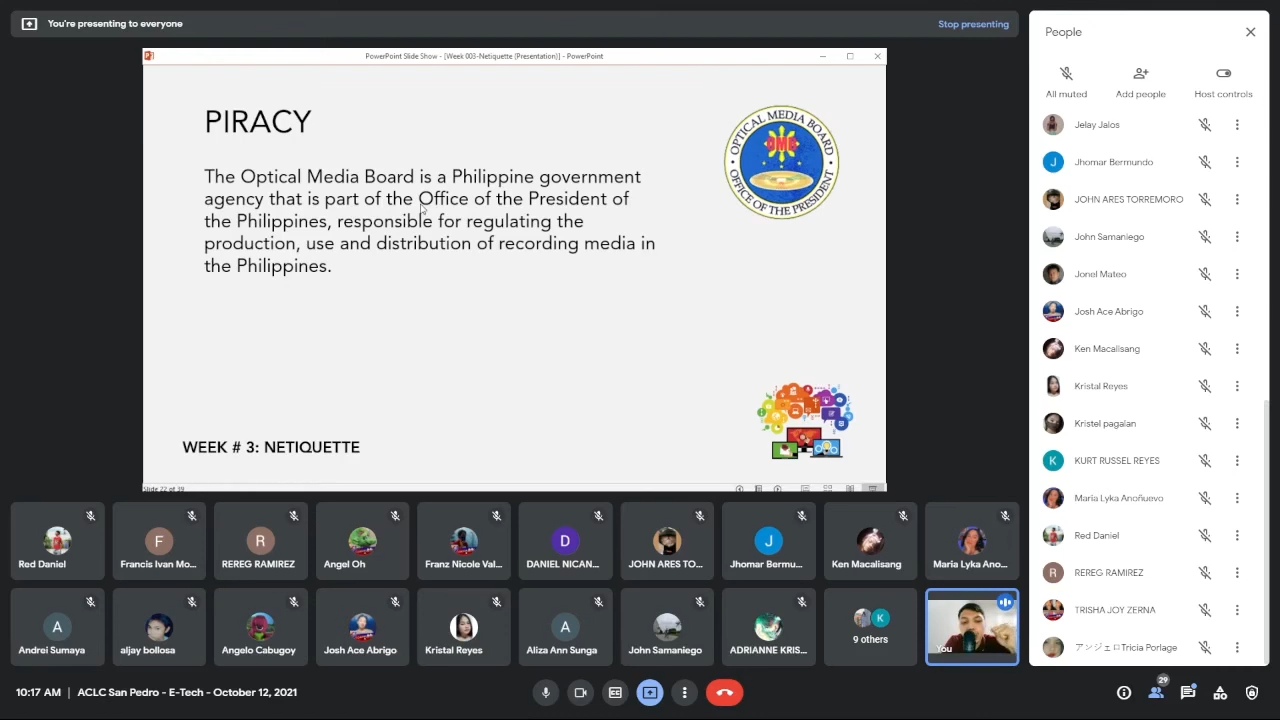 You're presenting to everyone
Stop presenting
PowerPoint Slide Show - [Week 003-Netiquette (Presentation)] - PowerPoint
PIRACY
The Optical Media Board is a Philippine government
agency that is part of the Office of the President of
the Philippines, responsible for regulating the
production, use and distribution of recording media in
the Philippines.
OPTICAL MEDIA BOARD
OMB
OFFICE OF THE PRESIDENT
WEEK # 3: NETIQUETTE
Slide 22 of 39
Red Daniel
F
Francis Ivan Mo...
R
REREG RAMIREZ
Angel Oh
Franz Nicole Val...
D
DANIEL NICAN...
JOHN ARES TO...
J
Jhomar Bermu...
Ken Macalisang
Maria Lyka Ano...
A
Andrei Sumaya
aljay bollosa
Angelo Cabugoy
Josh Ace Abrigo
Kristal Reyes
A
Aliza Ann Sunga
John Samaniego
ADRIANNE KRIS...
K
9 others
You
10:17 AM | ACLC San Pedro - E-Tech - October 12, 2021
29
People
All muted
Add people
Host controls
Jelay Jalos
J
Jhomar Bermundo
JOHN ARES TORREMORO
John Samaniego
Jonel Mateo
Josh Ace Abrigo
Ken Macalisang
Kristal Reyes
Kristel pagalan
K
KURT RUSSEL REYES
Maria Lyka Anoñuevo
Red Daniel
R
REREG RAMIREZ
TRISHA JOY ZERNA
アンジェロTricia Porlage